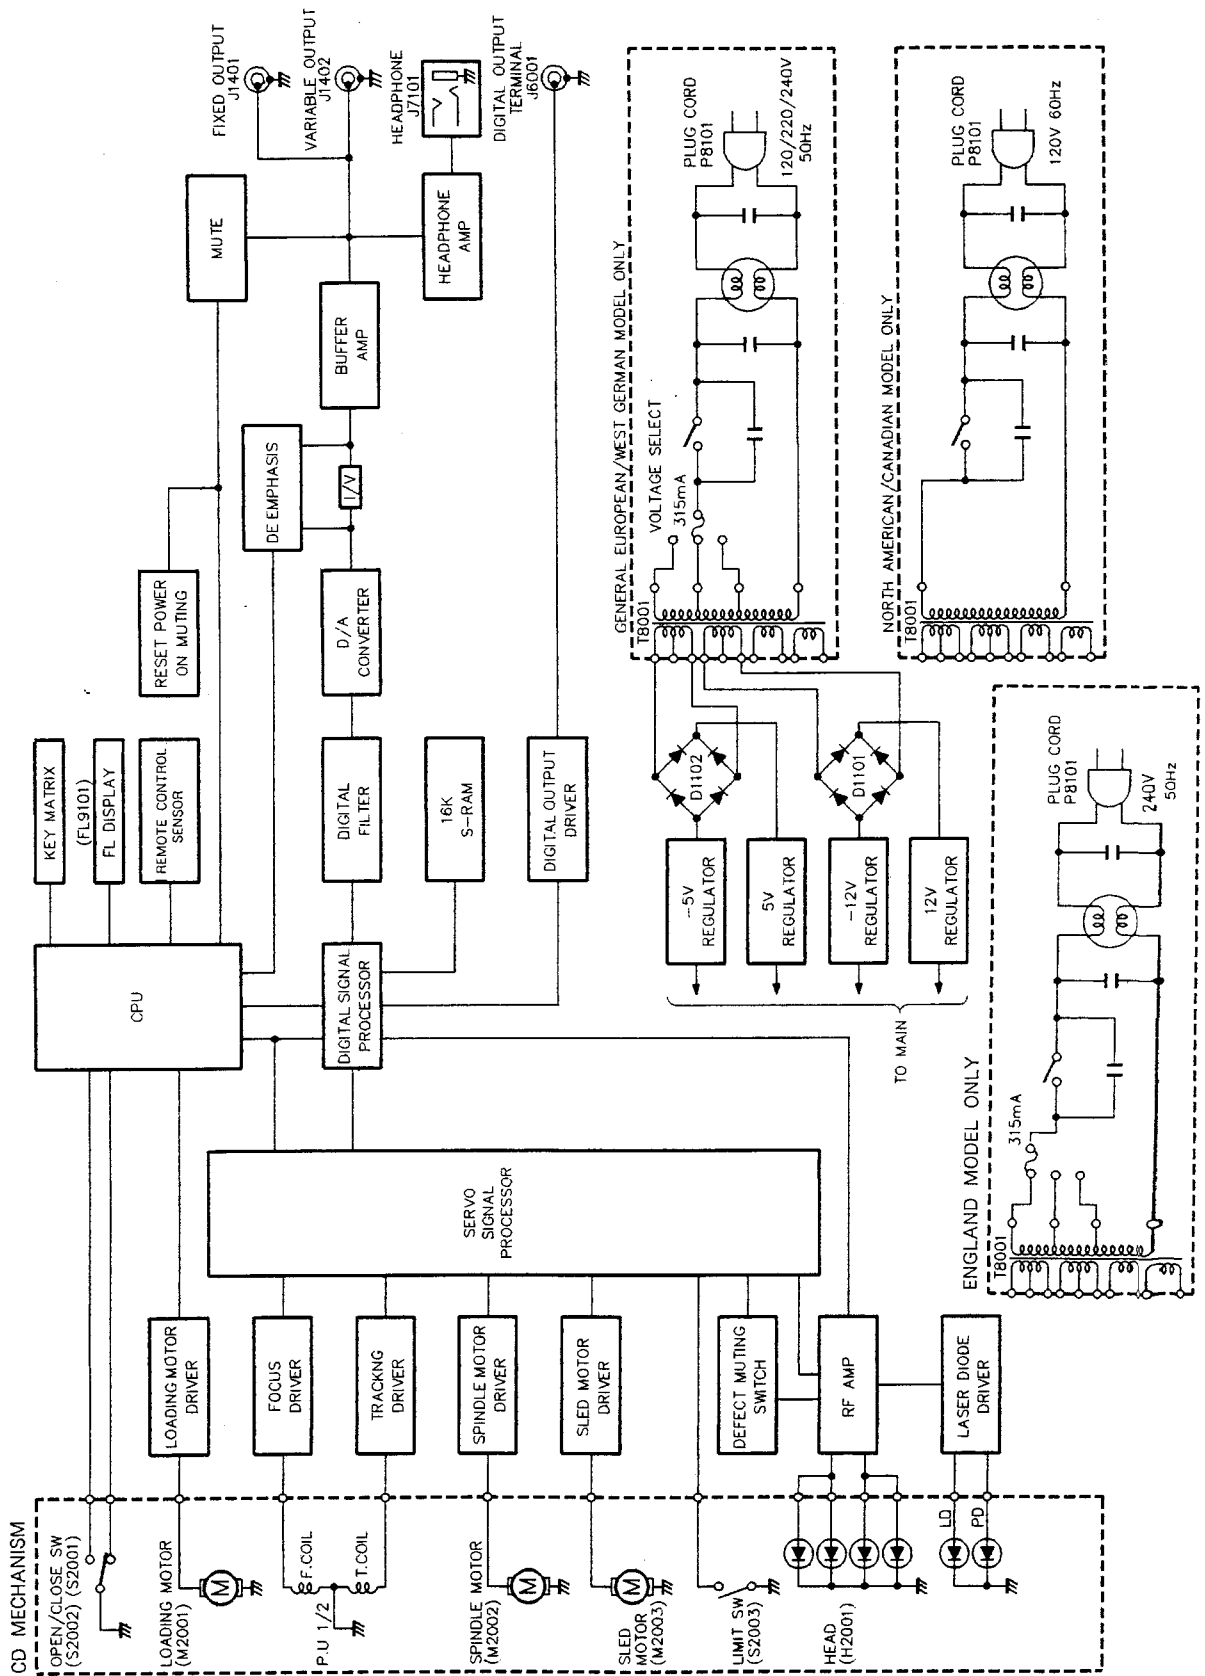 CD MECHANISM
OPEN/CLOSE SW
(S2002) (S2001)
LOADING MOTOR
(M2001)
F.COIL
P.U 1/2
T.COIL
SPINDLE MOTOR
(M2002)
SLED
MOTOR
(M2003)
LIMIT SW
(S2003)
HEAD
(H2001)
LD
PD
M
M
M
LOADING MOTOR
DRIVER
FOCUS
DRIVER
TRACKNG
DRIVER
SPINDLE MOTOR
DRIVER
SLED MOTOR
DRIVER
DEFECT MUTING
SWITCH
RF AMP
LASER DIODE
DRIVER
SERVO
SIGNAL
PROCESSOR
CPU
DIGITAL SIGNAL
PROCESSOR
KEY MATRIX
(FL9101)
FL DISPLAY
REMOTE CONTROL
SENSOR
DIGITAL
FILTER
16K
S-RAM
DIGITAL OUTPUT
DRIVER
RESET POWER
ON MUTING
D/A
CONVERTER
DE EMPHASIS
I/V
BUFFER
AMP
MUTE
HEADPHONE
AMP
FIXED OUTPUT
J1401
VARIABLE OUTPUT
J1402
HEADPHONE
J7101
DIGITAL OUTPUT
TERMINAL
J6001
TO MAIN
-5V
REGULATOR
5V
REGULATOR
-12V
REGULATOR
12V
REGULATOR
D1102
D1101
GENERAL EUROPEAN/WEST GERMAN MODEL ONLY
T8001
VOLTAGE SELECT
315mA
PLUG CORD
P8101
120/220/240V
50Hz
NORTH AMERICAN/CANADIAN MODEL ONLY
T8001
PLUG CORD
P8101
120V 60Hz
ENGLAND MODEL ONLY
T8001
315mA
PLUG CORD
P8101
240V
50Hz